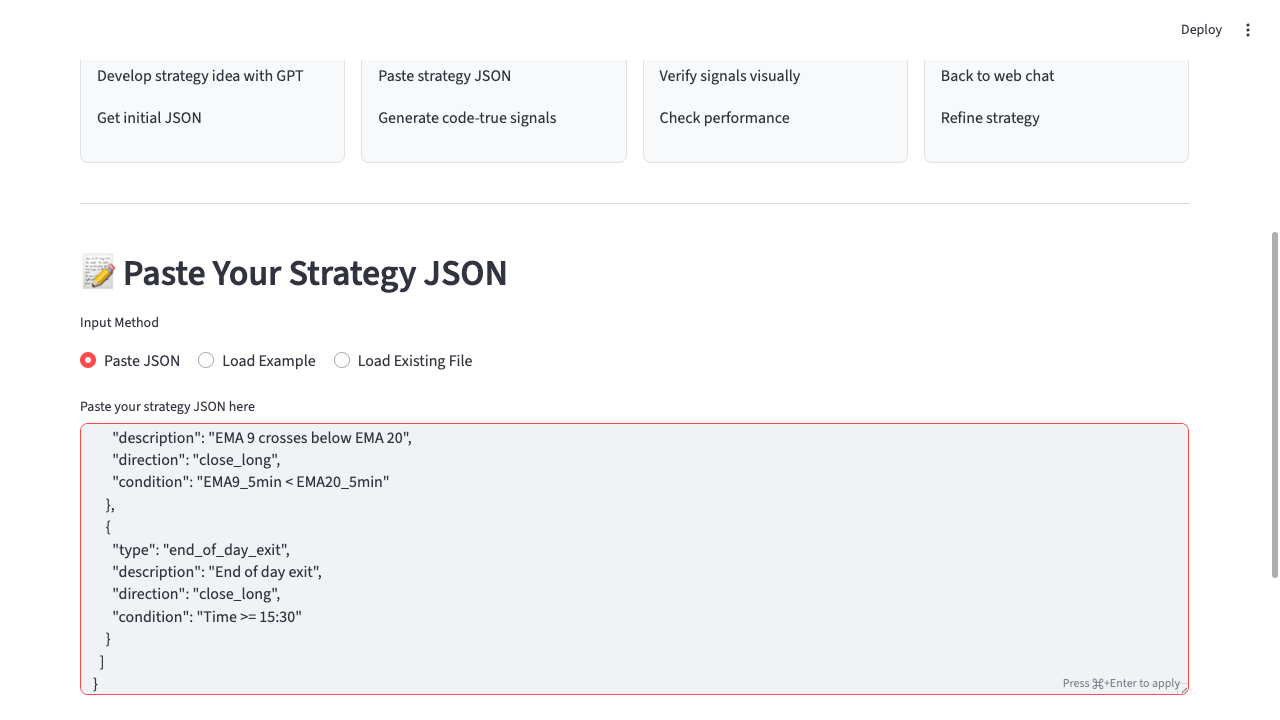 Deploy
Develop strategy idea with GPT
Get initial JSON
Paste strategy JSON
Generate code-true signals
Verify signals visually
Check performance
Back to web chat
Refine strategy
Paste Your Strategy JSON
Input Method
Paste JSON
Load Example
Load Existing File
Paste your strategy JSON here
"description": "EMA 9 crosses below EMA 20",
"direction": "close_long",
"condition": "EMA9_5min < EMA20_5min"
},
{
"type": "end_of_day_exit",
"description": "End of day exit",
"direction": "close_long",
"condition": "Time >= 15:30"
}
]
}
Press ⌘+Enter to apply